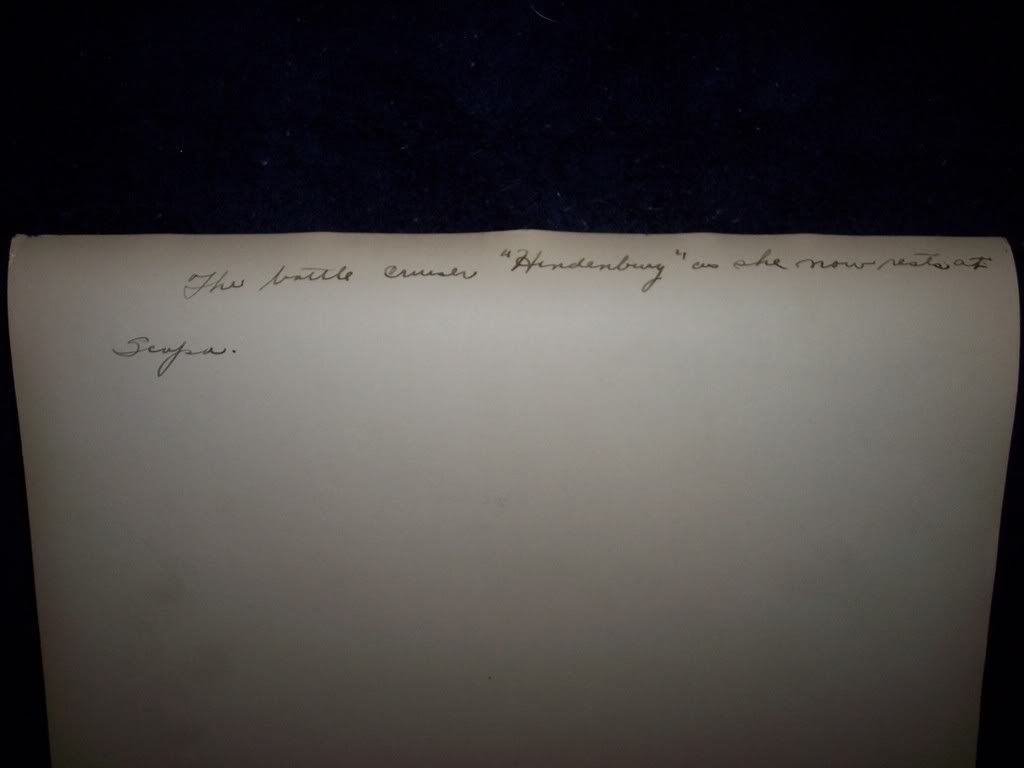 The battle cruiser "Hindenburg" as she now rests at
Scapa.